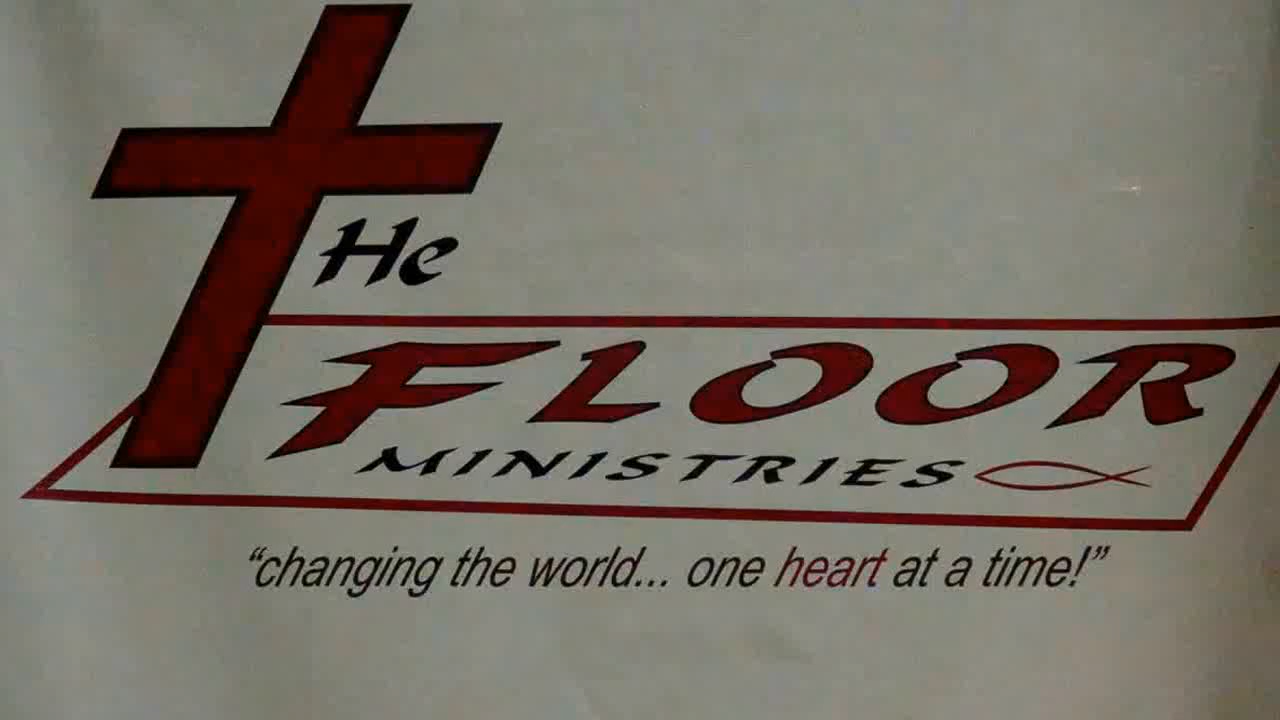 tHe
FLOOR
MINISTRIES
“changing the world... one heart at a time!”